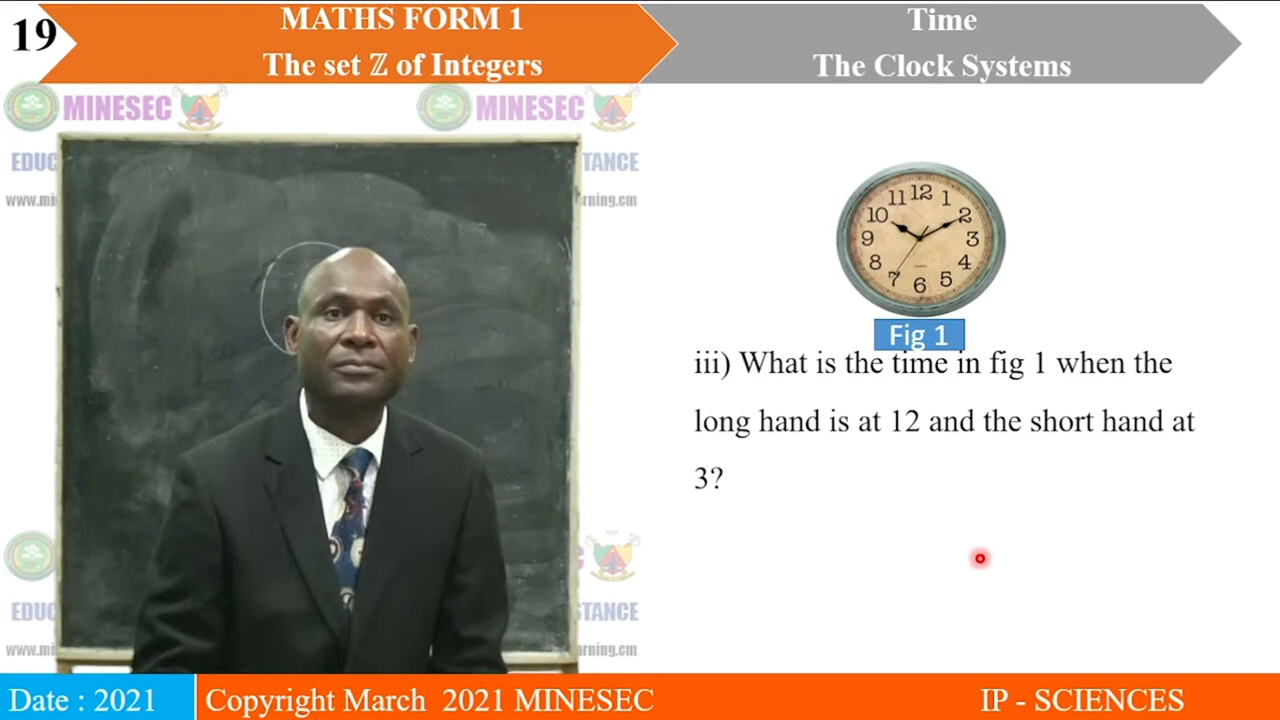 19
MATHS FORM 1
The set ℤ of Integers
Time
The Clock Systems
MINESEC
MINESEC
EDUC
TANCE
www.mi
rning.cm
12
11
1
10
2
9
3
8
4
7
5
6
Fig 1
iii) What is the time in fig 1 when the
long hand is at 12 and the short hand at
3?
EDUC
STANCE
www.mi
arning.cm
Date : 2021
Copyright March 2021 MINESEC
IP - SCIENCES